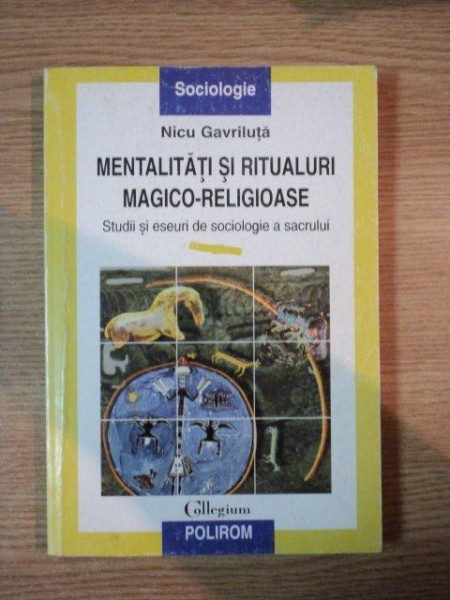 Sociologie
Nicu Gavriluță
MENTALITĂȚI ȘI RITUALURI
MAGICO-RELIGIOASE
Studii și eseuri de sociologie a sacrului
Collegium
POLIROM